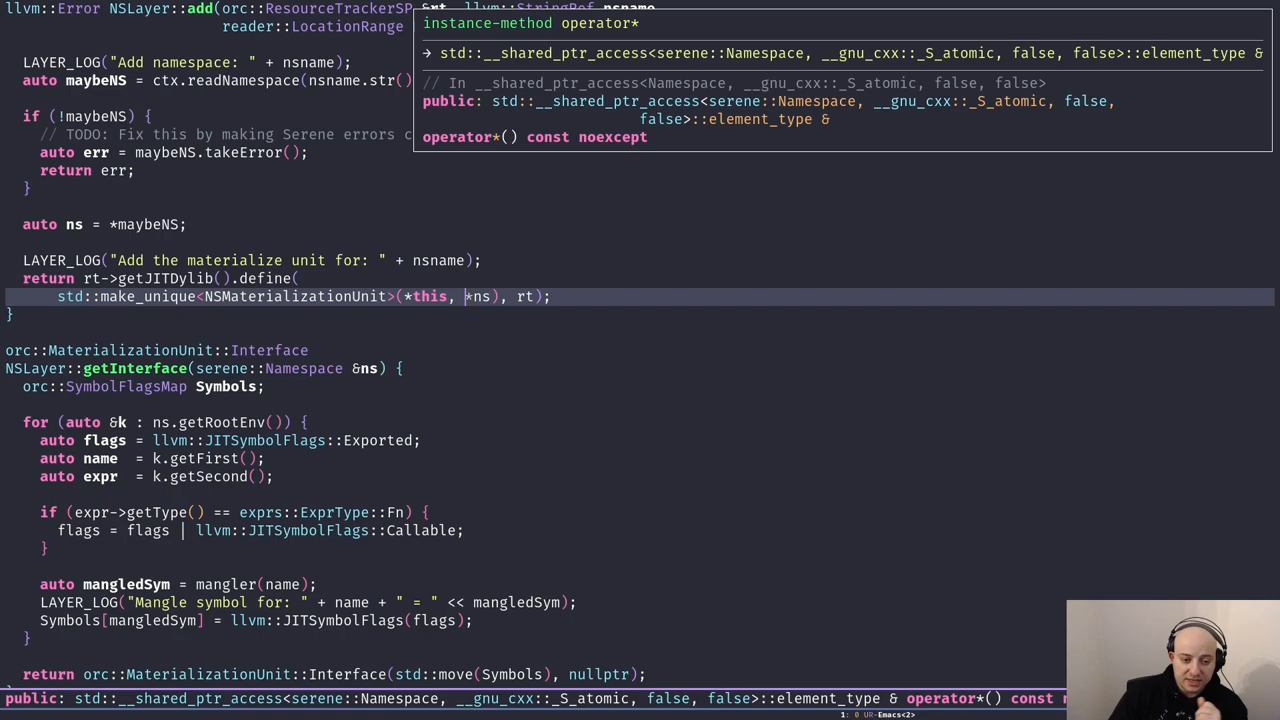 llvm::Error NSLayer::add(orc::ResourceTrackerSP &rt, llvm::StringRef nsname,
reader::LocationRange
LAYER_LOG("Add namespace: " + nsname);
auto maybeNS = ctx.readNamespace(nsname.str()
if (!maybeNS) {
// TODO: Fix this by making Serene errors c
auto err = maybeNS.takeError();
return err;
}
instance-method operator*
→ std::__shared_ptr_access<serene::Namespace, __gnu_cxx::_S_atomic, false, false>::element_type &
// In __shared_ptr_access<Namespace, __gnu_cxx::_S_atomic, false, false>
public: std::__shared_ptr_access<serene::Namespace, __gnu_cxx::_S_atomic, false,
false>::element_type &
operator*() const noexcept
auto ns = *maybeNS;
LAYER_LOG("Add the materialize unit for: " + nsname);
return rt->getJITDylib().define(
std::make_unique<NSMaterializationUnit>(*this, *ns), rt);
}
orc::MaterializationUnit::Interface
NSLayer::getInterface(serene::Namespace &ns) {
orc::SymbolFlagsMap Symbols;
for (auto &k : ns.getRootEnv()) {
auto flags = llvm::JITSymbolFlags::Exported;
auto name  = k.getFirst();
auto expr  = k.getSecond();
if (expr->getType() == exprs::ExprType::Fn) {
flags = flags | llvm::JITSymbolFlags::Callable;
}
auto mangledSym = mangler(name);
LAYER_LOG("Mangle symbol for: " + name + " = " << mangledSym);
Symbols[mangledSym] = llvm::JITSymbolFlags(flags);
}
return orc::MaterializationUnit::Interface(std::move(Symbols), nullptr);
public: std::__shared_ptr_access<serene::Namespace, __gnu_cxx::_S_atomic, false, false>::element_type & operator*() const
1: 0 UR-Emacs<2>